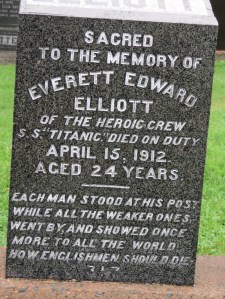 ELLIOTT
SACRED
TO THE MEMORY OF
EVERETT EDWARD
ELLIOTT
OF THE HEROIC CREW
S.S."TITANIC" DIED ON DUTY
APRIL 15, 1912.
AGED 24 YEARS.
EACH MAN STOOD AT HIS POST
WHILE ALL THE WEAKER ONES
WENT BY, AND SHOWED ONCE
MORE TO ALL THE WORLD
HOW ENGLISHMEN SHOULD DIE.
317